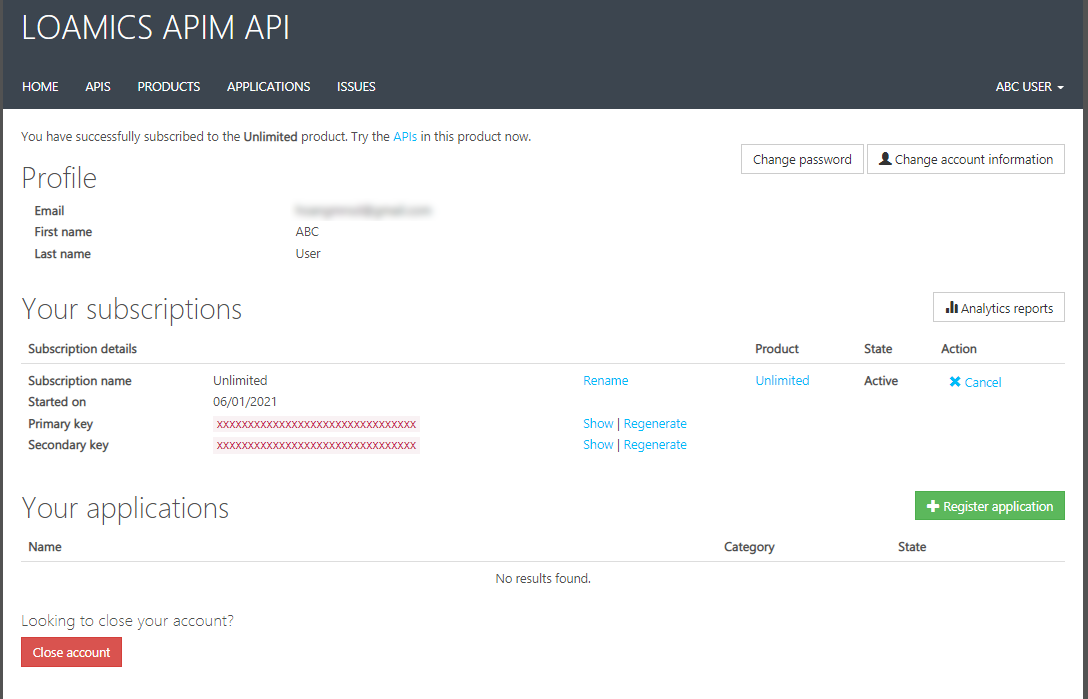 LOAMICS APIM API
HOME APIS PRODUCTS APPLICATIONS ISSUES ABC USER
You have successfully subscribed to the Unlimited product. Try the APIs in this product now.
Change password Change account information
Profile
Email
First name ABC
Last name User
Your subscriptions Analytics reports
Subscription details Product State Action
Subscription name Unlimited Rename Unlimited Active Cancel
Started on 06/01/2021
Primary key xxxxxxxxxxxxxxxxxxxxxxxxxxxxxxxx Show | Regenerate
Secondary key xxxxxxxxxxxxxxxxxxxxxxxxxxxxxxxx Show | Regenerate
Your applications Register application
Name Category State
No results found.
Looking to close your account?
Close account